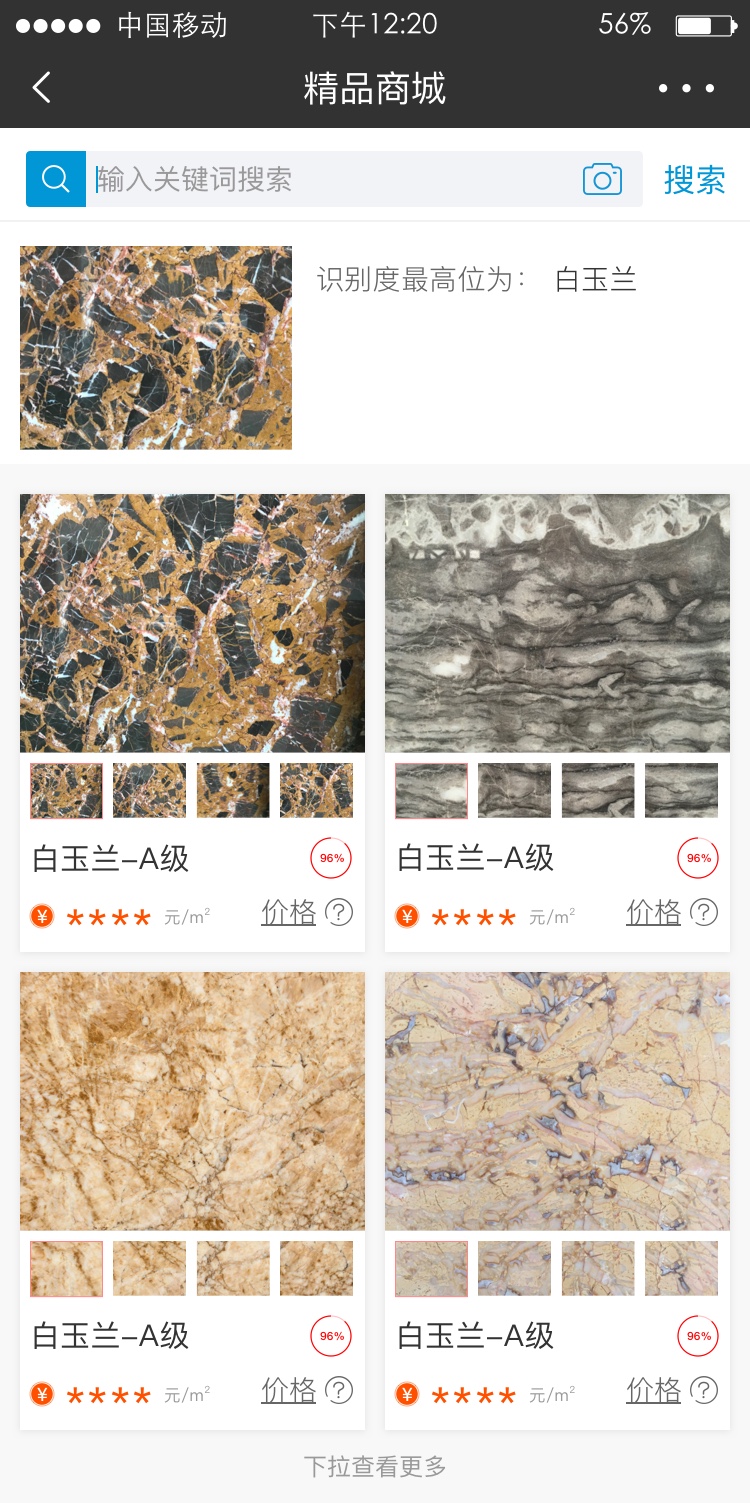 中国移动 下午12:20 56%
精品商城
输入关键词搜索 搜索
识别度最高位为： 白玉兰
白玉兰-A级 96%
¥ **** 元/m² 价格 ?
白玉兰-A级 96%
¥ **** 元/m² 价格 ?
白玉兰-A级 96%
¥ **** 元/m² 价格 ?
白玉兰-A级 96%
¥ **** 元/m² 价格 ?
下拉查看更多